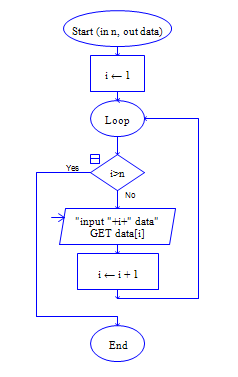 Start (in n, out data)
i ← 1
Loop
Yes
i>n
No
"input "+i+" data"
GET data[i]
i ← i + 1
End